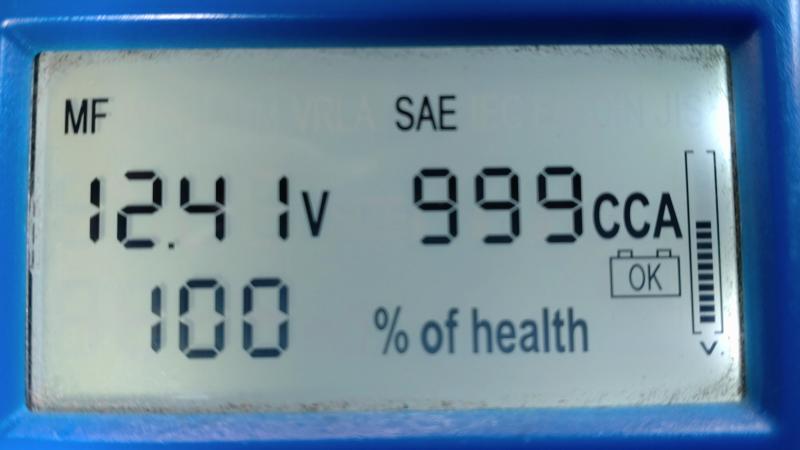 MF SAE
12.41V 999CCA
OK
100 % of health